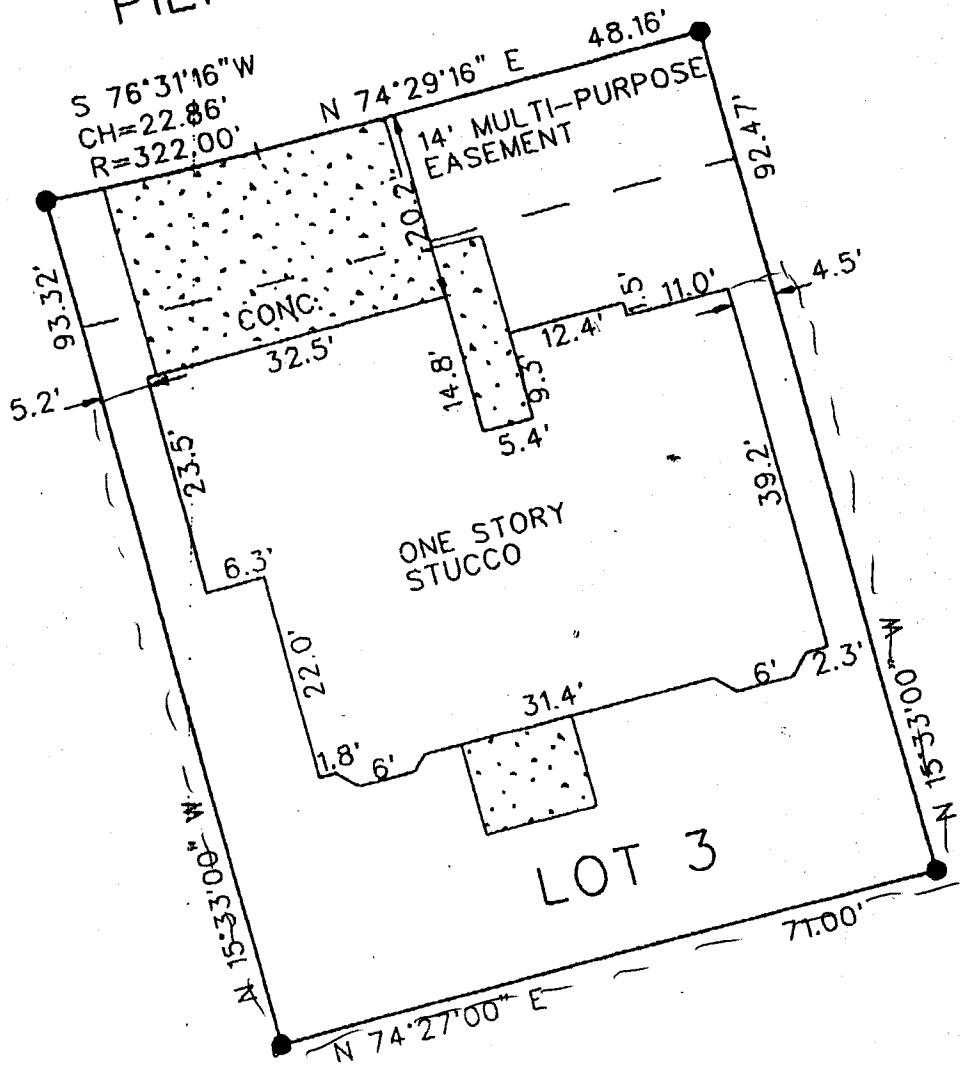 S 76°31'16"W
CH=22.86'
R=322.00'
N 74°29'16" E
48.16'
14' MULTI-PURPOSE
EASEMENT
92.47'
93.32'
20.2'
CONC.
32.5'
14.8'
9.3'
5.4'
12.4'
1.5'
11.0'
4.5'
5.2'
23.5'
39.2'
ONE STORY
STUCCO
6.3'
22.0'
31.4'
6'
2.3'
1.8'
6'
N 15°33'00" W
N 15°33'00" W
LOT 3
71.00'
N 74°27'00" E